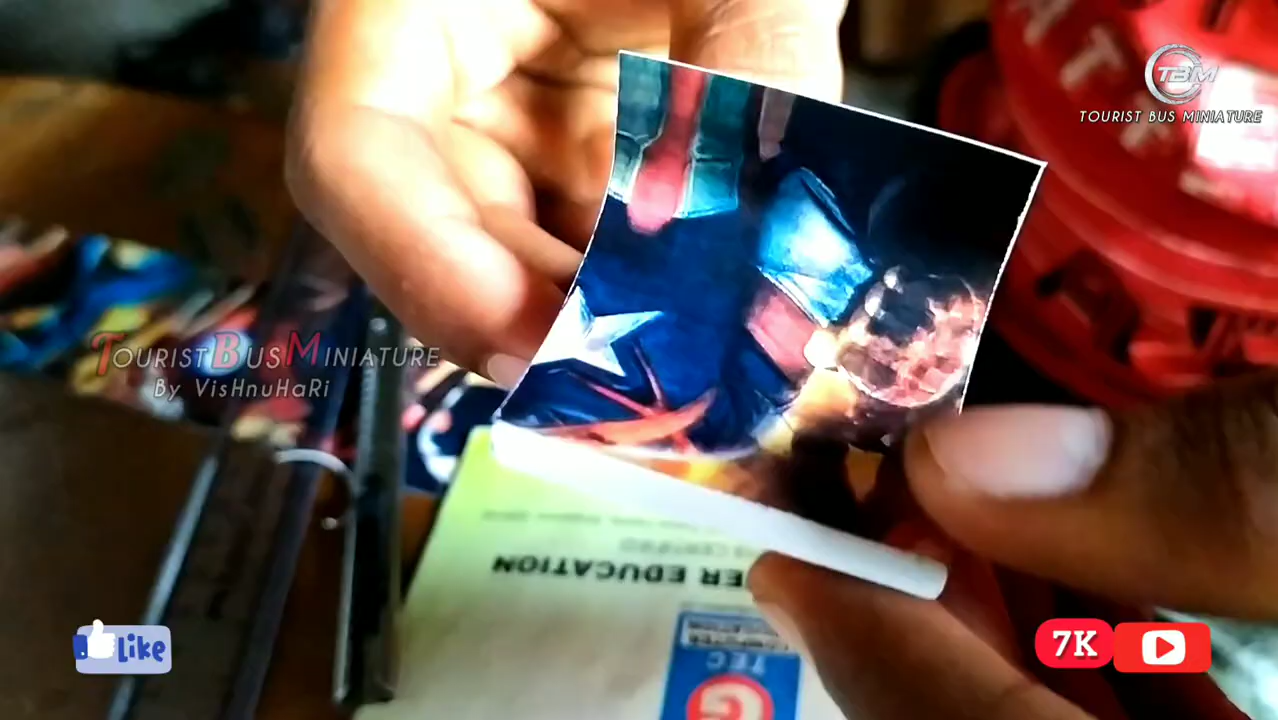 TBM
TOURIST BUS MINIATURE
TOURISTBUSMINIATURE
By VisHnuHaRi
ER EDUCATION
TEC
G
Like
7K